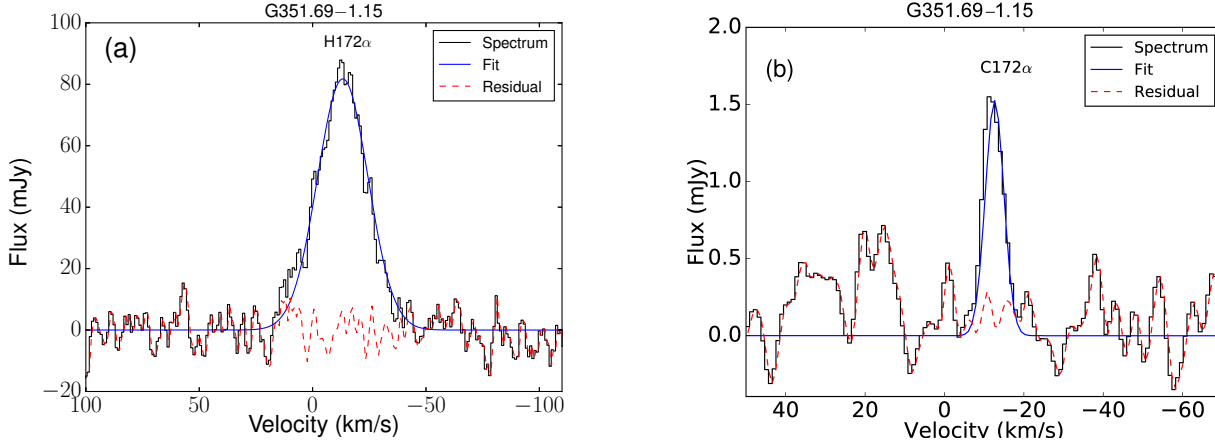 G351.69−1.15
(a)
H172α
Spectrum
Fit
Residual
Flux (mJy)
100
80
60
40
20
0
−20
100
50
0
−50
−100
Velocity (km/s)
G351.69–1.15
(b)
C172α
Spectrum
Fit
Residual
Flux (mJy)
2.0
1.5
1.0
0.5
0.0
40
20
0
−20
−40
−60
Velocity (km/s)